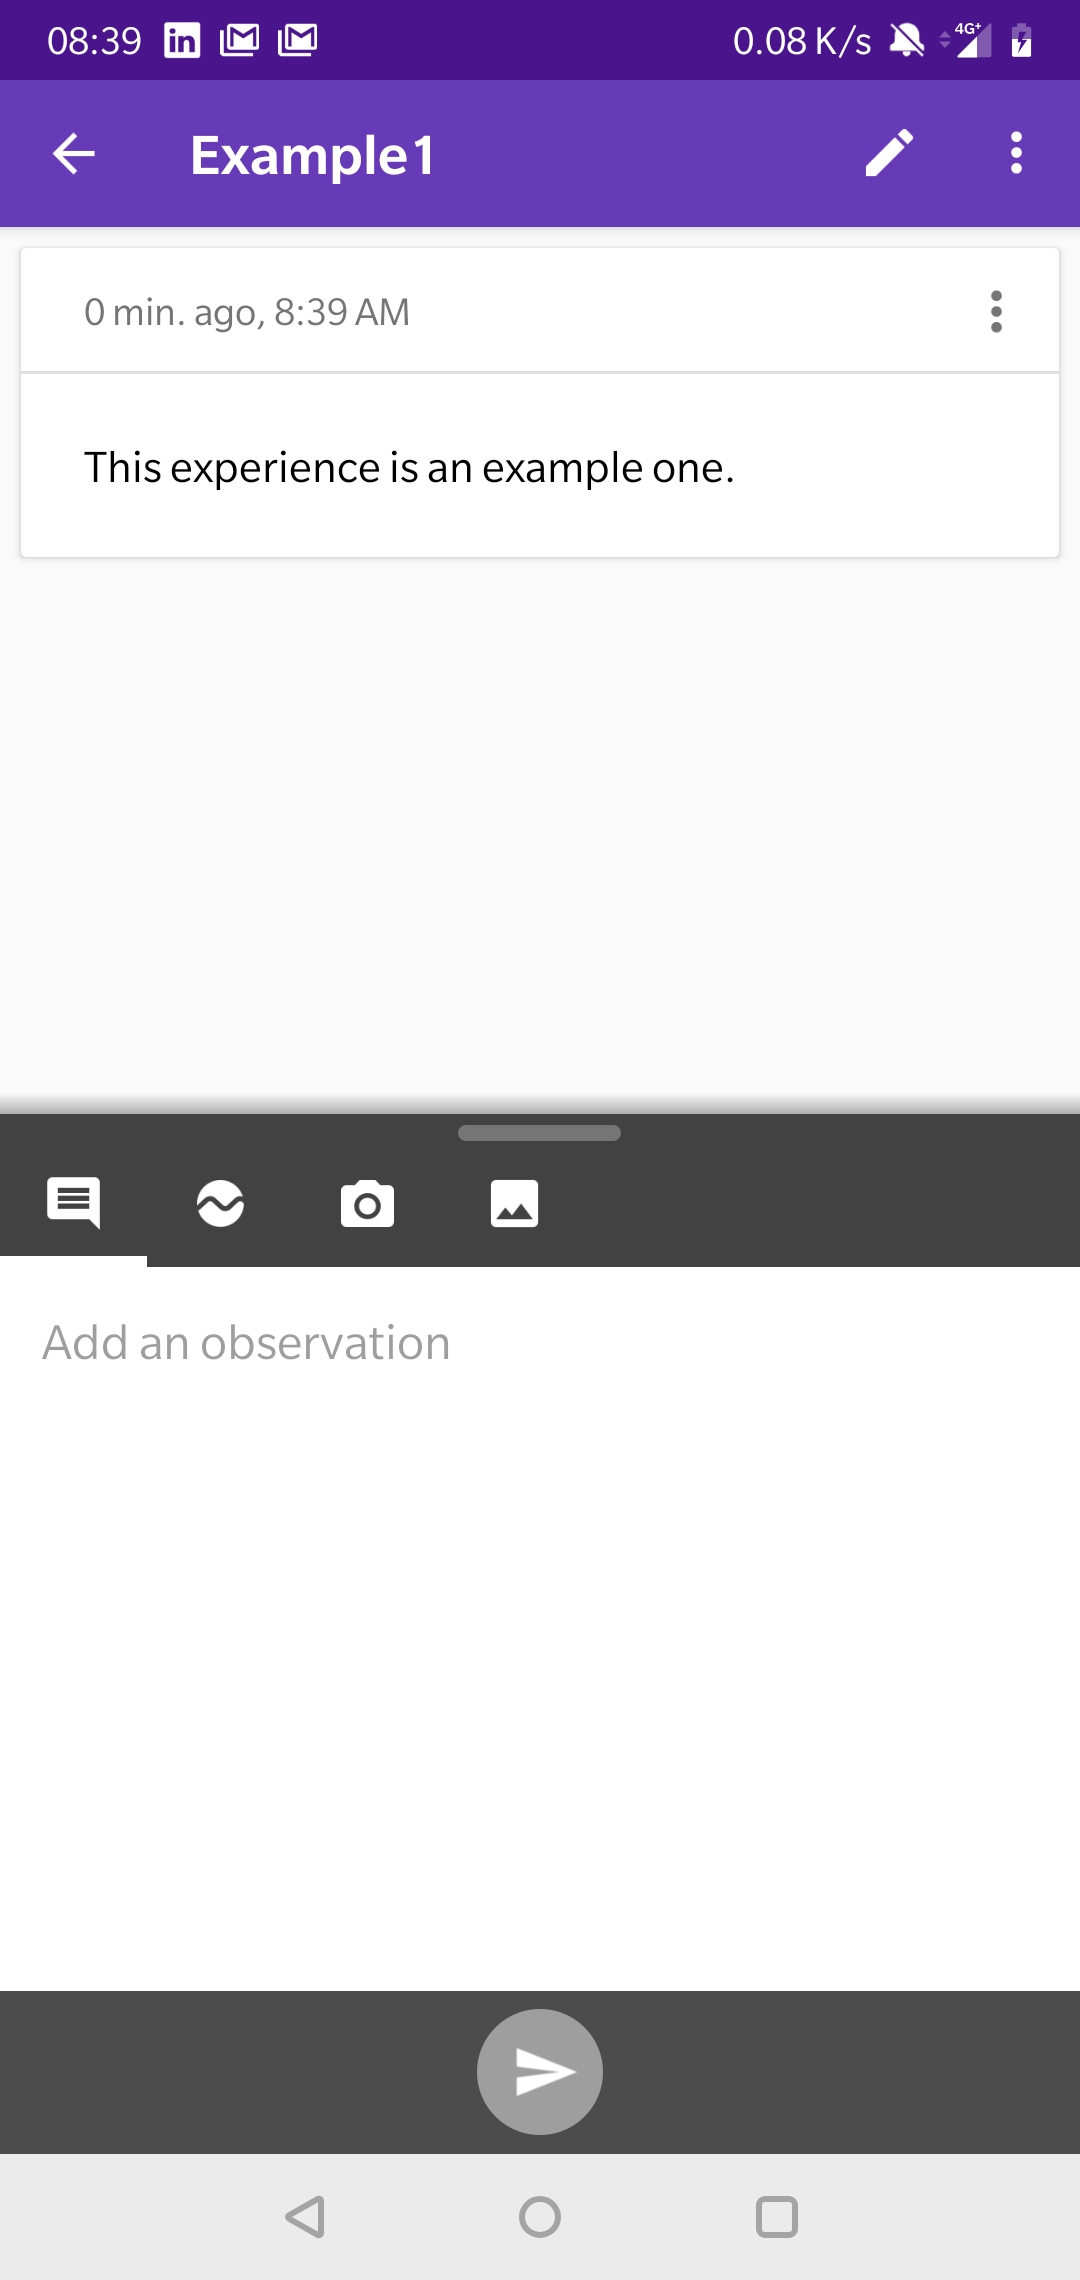 08:39 in 0.08 K/s 4G+
Example1
0 min. ago, 8:39 AM
This experience is an example one.
Add an observation